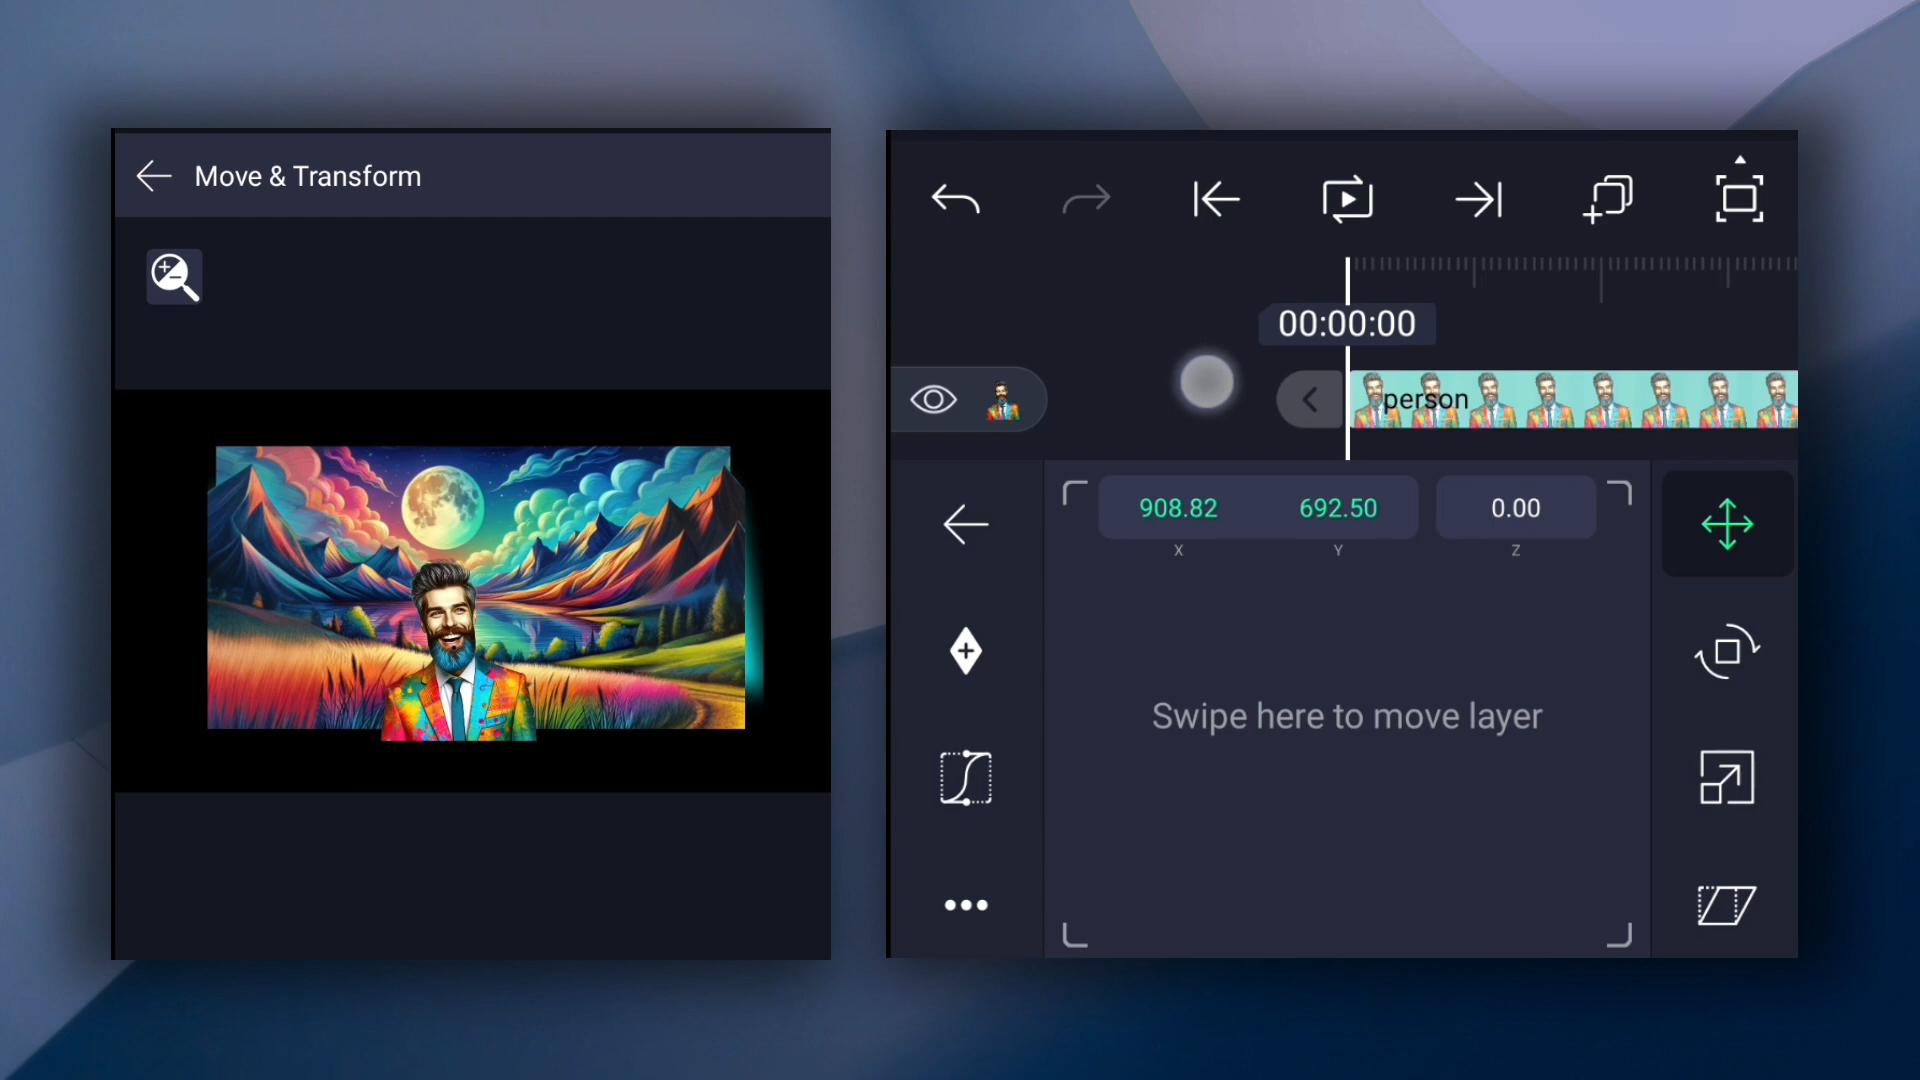 Move & Transform
00:00:00
person
908.82 692.50 0.00
X Y Z
Swipe here to move layer